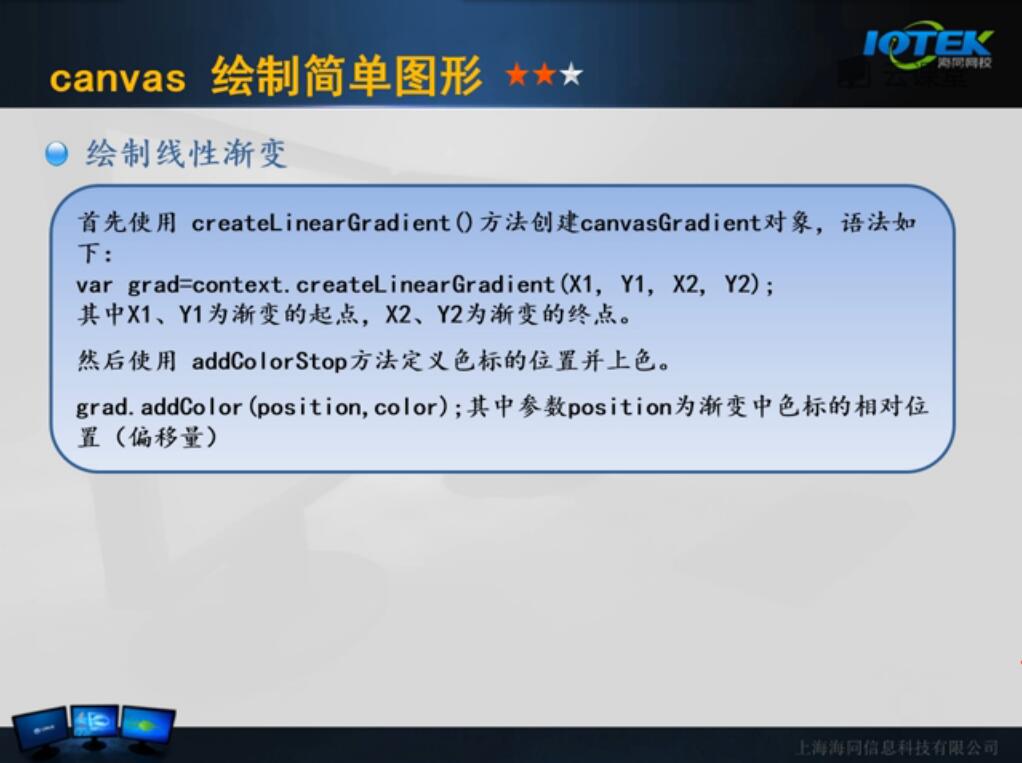 canvas 绘制简单图形
IOTEK
海同网校
云课堂
绘制线性渐变
首先使用 createLinearGradient()方法创建canvasGradient对象，语法如
下：
var grad=context.createLinearGradient(X1, Y1, X2, Y2);
其中X1、Y1为渐变的起点，X2、Y2为渐变的终点。
然后使用 addColorStop方法定义色标的位置并上色。
grad.addColor(position,color);其中参数position为渐变中色标的相对位
置（偏移量）
上海海同信息科技有限公司